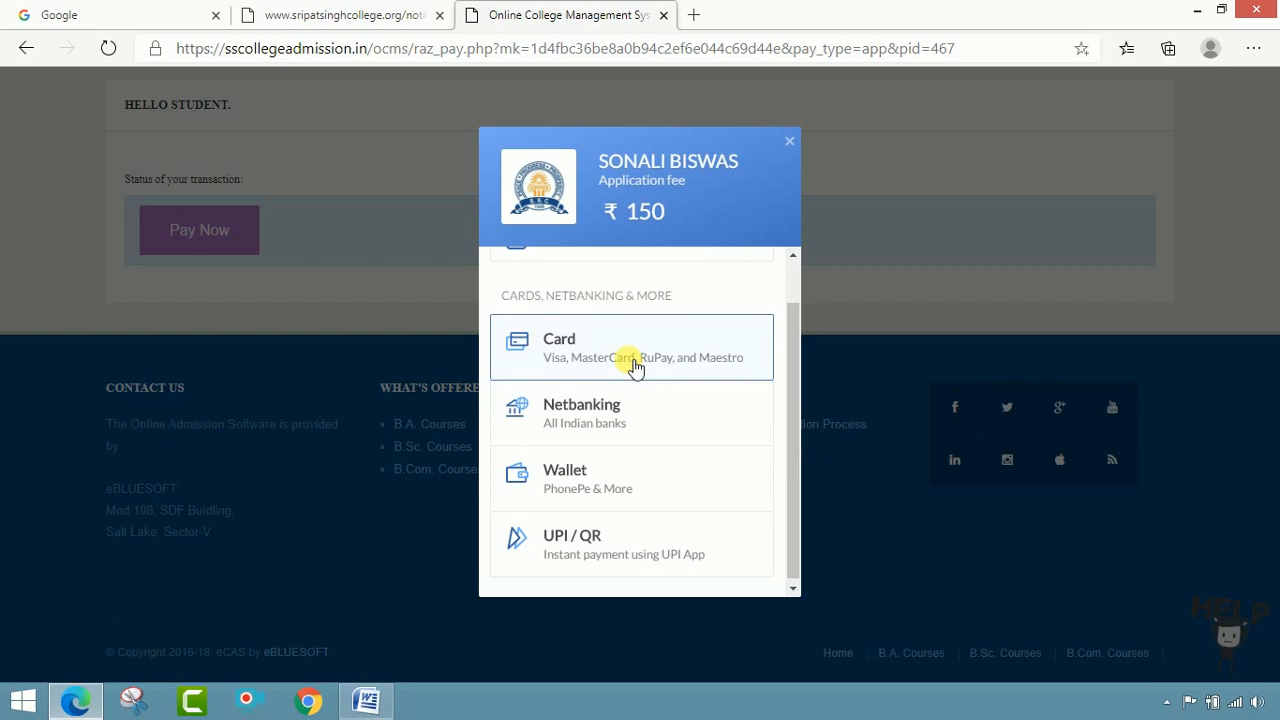 Google
www.sripatsinghcollege.org/note
Online College Management Sys
https://sscollegeadmission.in/ocms/raz_pay.php?mk=1d4fbc36be8a0b94c2ef6e044c69d44e&pay_type=app&pid=467
HELLO STUDENT.
Status of your transaction:
Pay Now
SONALI BISWAS
Application fee
₹ 150
CARDS, NETBANKING & MORE
Card
Visa, MasterCard, RuPay, and Maestro
Netbanking
All Indian banks
Wallet
PhonePe & More
UPI / QR
Instant payment using UPI App
CONTACT US
The Online Admission Software is provided
by:
eBLUESOFT:
Mod 108, SDF Buidling,
Salt Lake, Sector-V
WHAT'S OFFERE
B.A. Courses
B.Sc. Courses
B.Com. Courses
ion Process
HELP
© Copyright 2016-18. eCAS by eBLUESOFT
Home | B.A. Courses | B.Sc. Courses | B.Com. Courses |